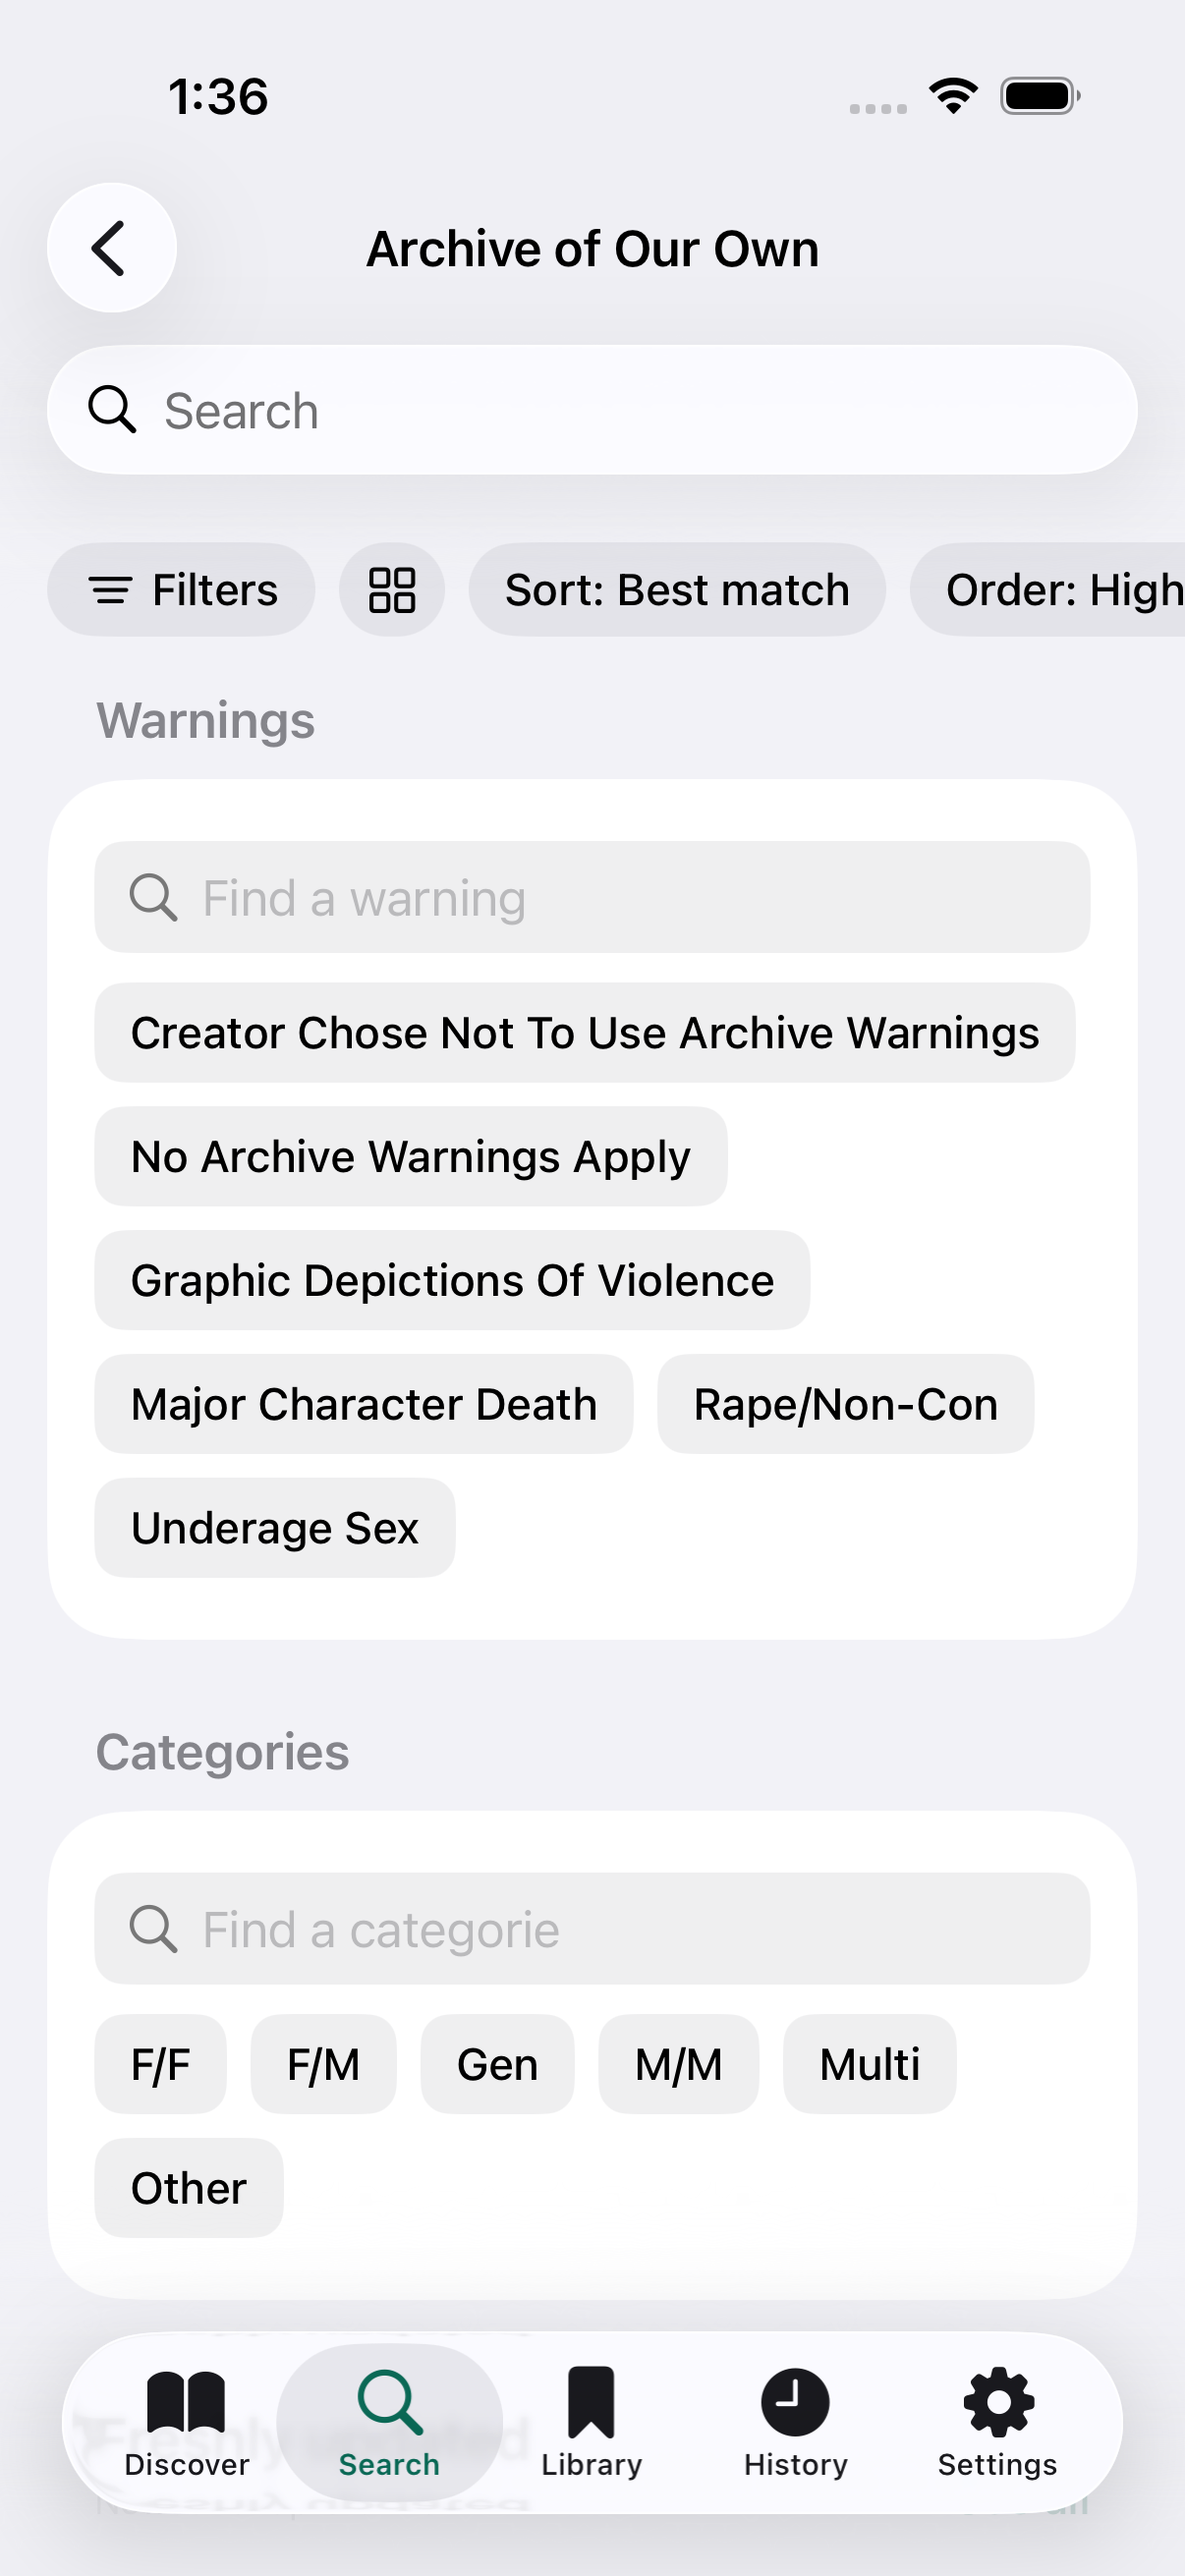 1:36
Archive of Our Own
Search
Filters
Sort: Best match
Order: High
Warnings
Find a warning
Creator Chose Not To Use Archive Warnings
No Archive Warnings Apply
Graphic Depictions Of Violence
Major Character Death
Rape/Non-Con
Underage Sex
Categories
Find a categorie
F/F
F/M
Gen
M/M
Multi
Other
Discover
Search
Library
History
Settings